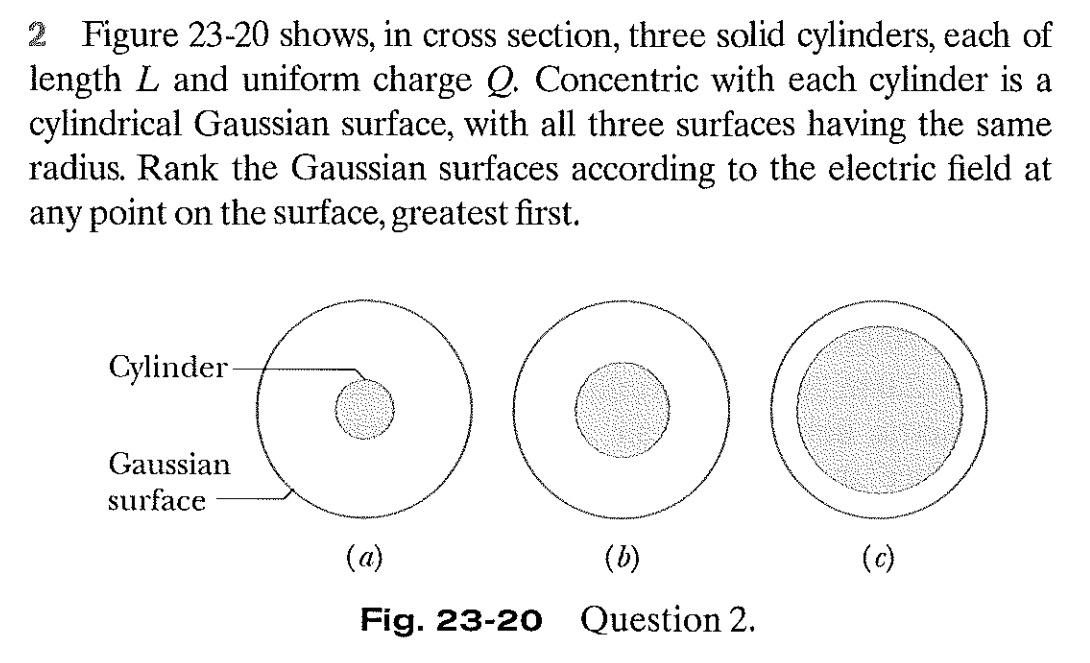 2 Figure 23-20 shows, in cross section, three solid cylinders, each of
length L and uniform charge Q. Concentric with each cylinder is a
cylindrical Gaussian surface, with all three surfaces having the same
radius. Rank the Gaussian surfaces according to the electric field at
any point on the surface, greatest first.
Cylinder
Gaussian
surface
(a)
(b)
(c)
Fig. 23-20 Question 2.